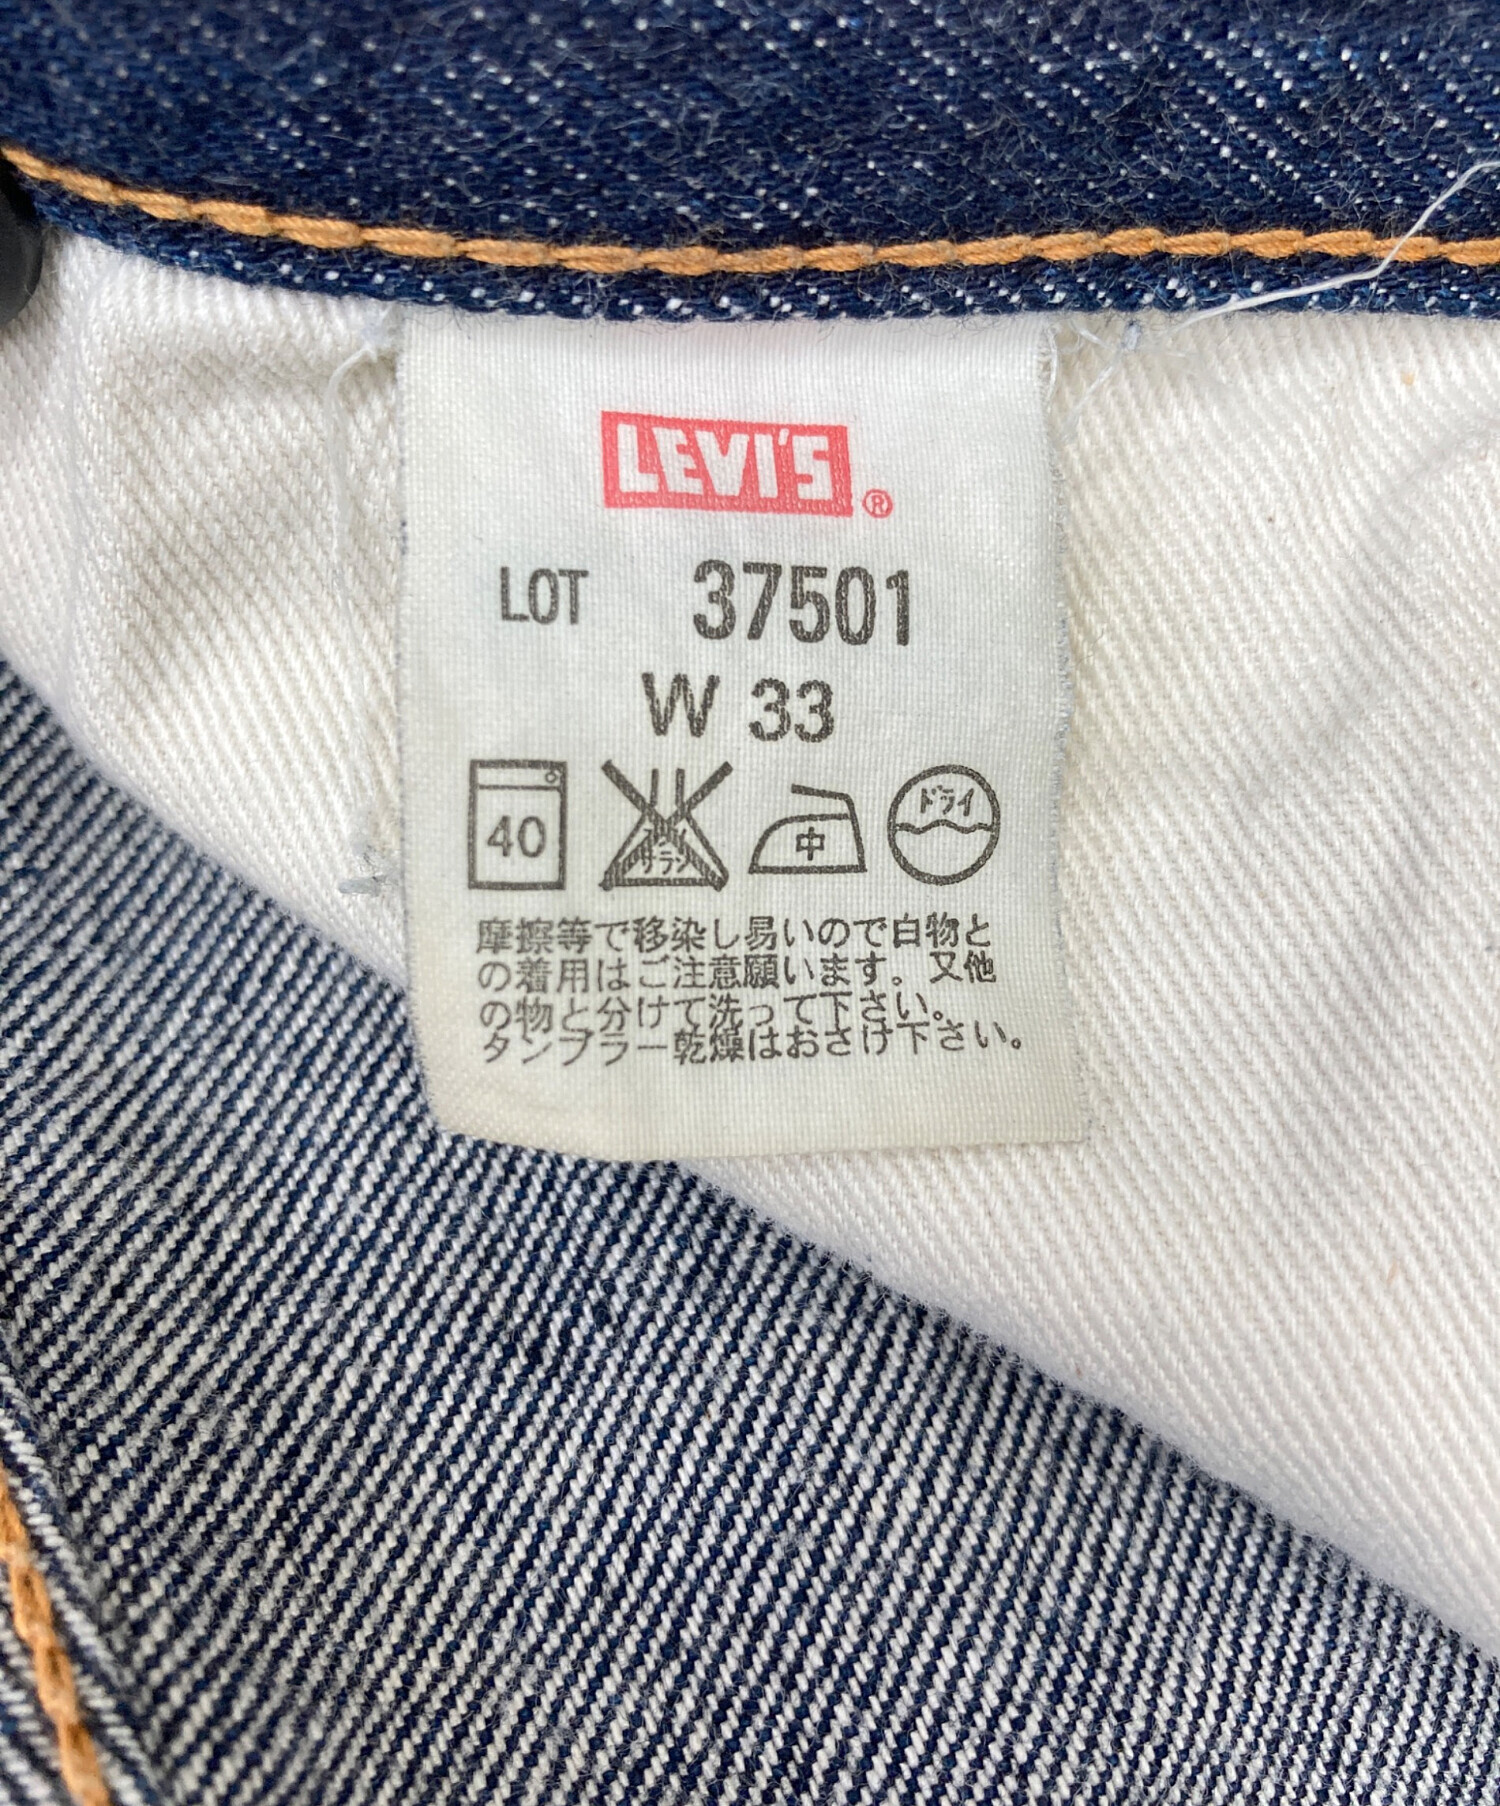 LEVI'S®
LOT 37501
W 33
40 サラシ 中 ドライ
摩擦等で移染し易いので白物と
の着用はご注意願います。又他
の物と分けて洗って下さい。
タンブラー乾燥はおさけ下さい。